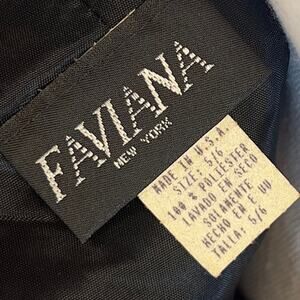 FAVIANA
NEW YORK
MADE IN U.S.A.
SIZE: 5/6
100 % POLIESTER
LAVADO EN SECO
SOLAMENTE
HECHO EN E UU
TALLA: 5/6